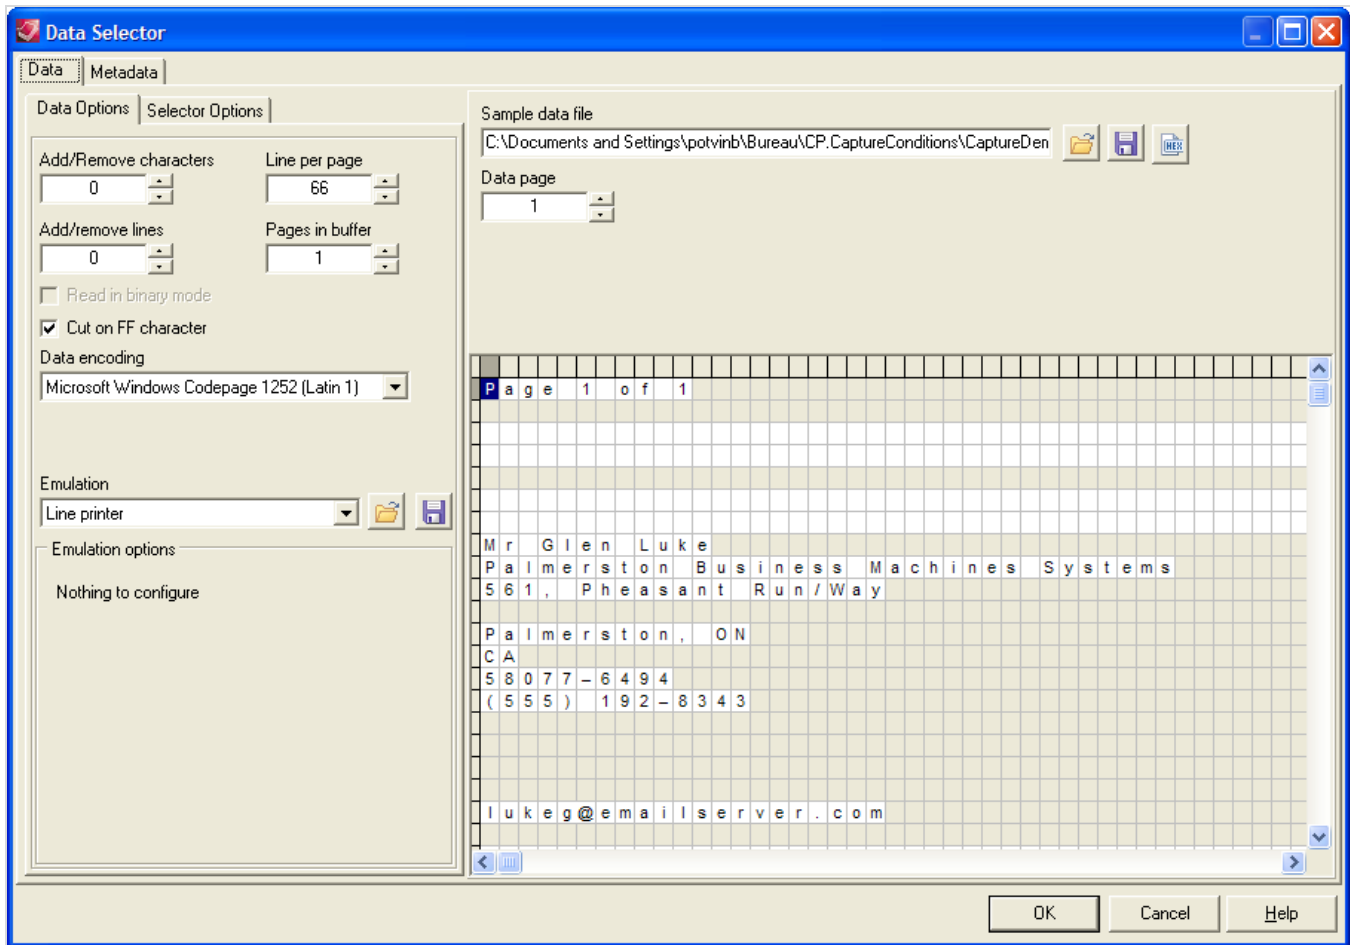 Data Selector
Data
Metadata
Data Options
Selector Options
Add/Remove characters
Line per page
0
66
Add/remove lines
Pages in buffer
0
1
Read in binary mode
Cut on FF character
Data encoding
Microsoft Windows Codepage 1252 (Latin 1)
Emulation
Line printer
Emulation options
Nothing to configure
Sample data file
C:\Documents and Settings\potvinb\Bureau\CP.CaptureConditions\CaptureDen
HEX
Data page
1
Page 1 of 1
Mr Glen Luke
Palmerston Business Machines Systems
561, Pheasant Run/Way
Palmerston, ON
CA
58077-6494
(555) 192-8343
lukeg@emailserver.com
OK
Cancel
Help